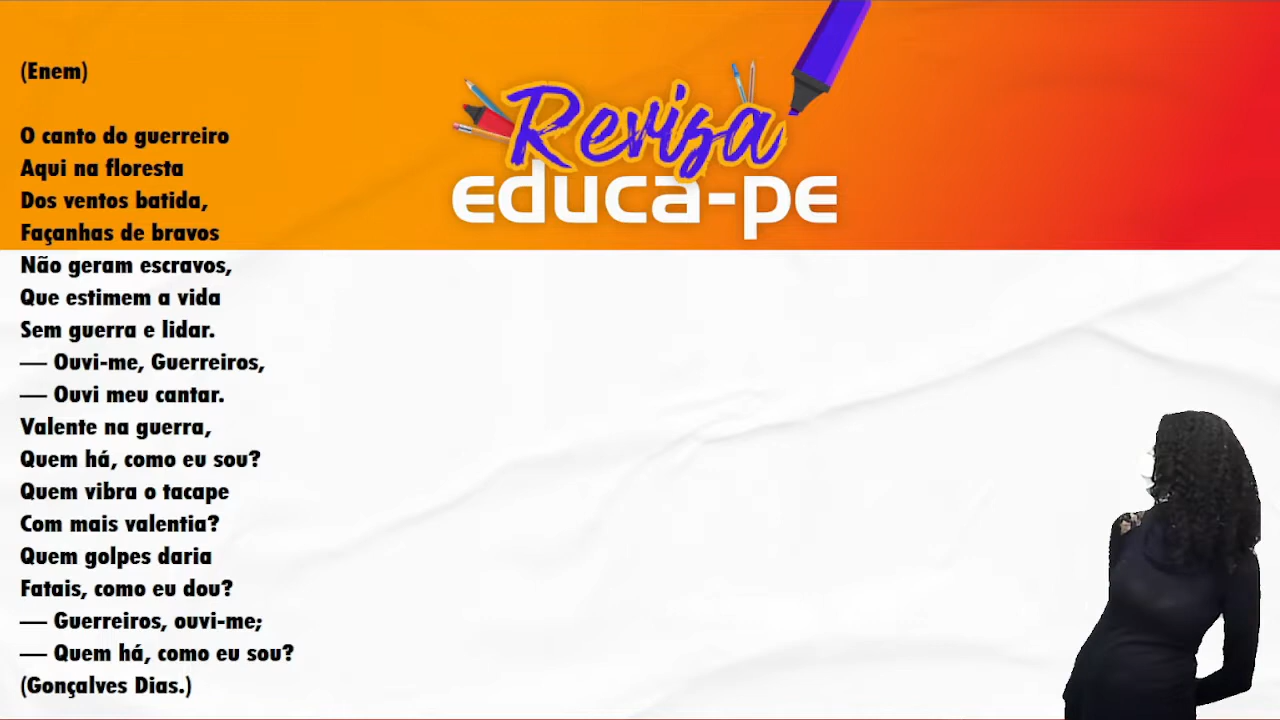 (Enem)
O canto do guerreiro
Aqui na floresta
Dos ventos batida,
Façanhas de bravos
Não geram escravos,
Que estimem a vida
Sem guerra e lidar.
— Ouvi-me, Guerreiros,
— Ouvi meu cantar.
Valente na guerra,
Quem há, como eu sou?
Quem vibra o tacape
Com mais valentia?
Quem golpes daria
Fatais, como eu dou?
— Guerreiros, ouvi-me;
— Quem há, como eu sou?
(Gonçalves Dias.)
Revisa
educa-pe